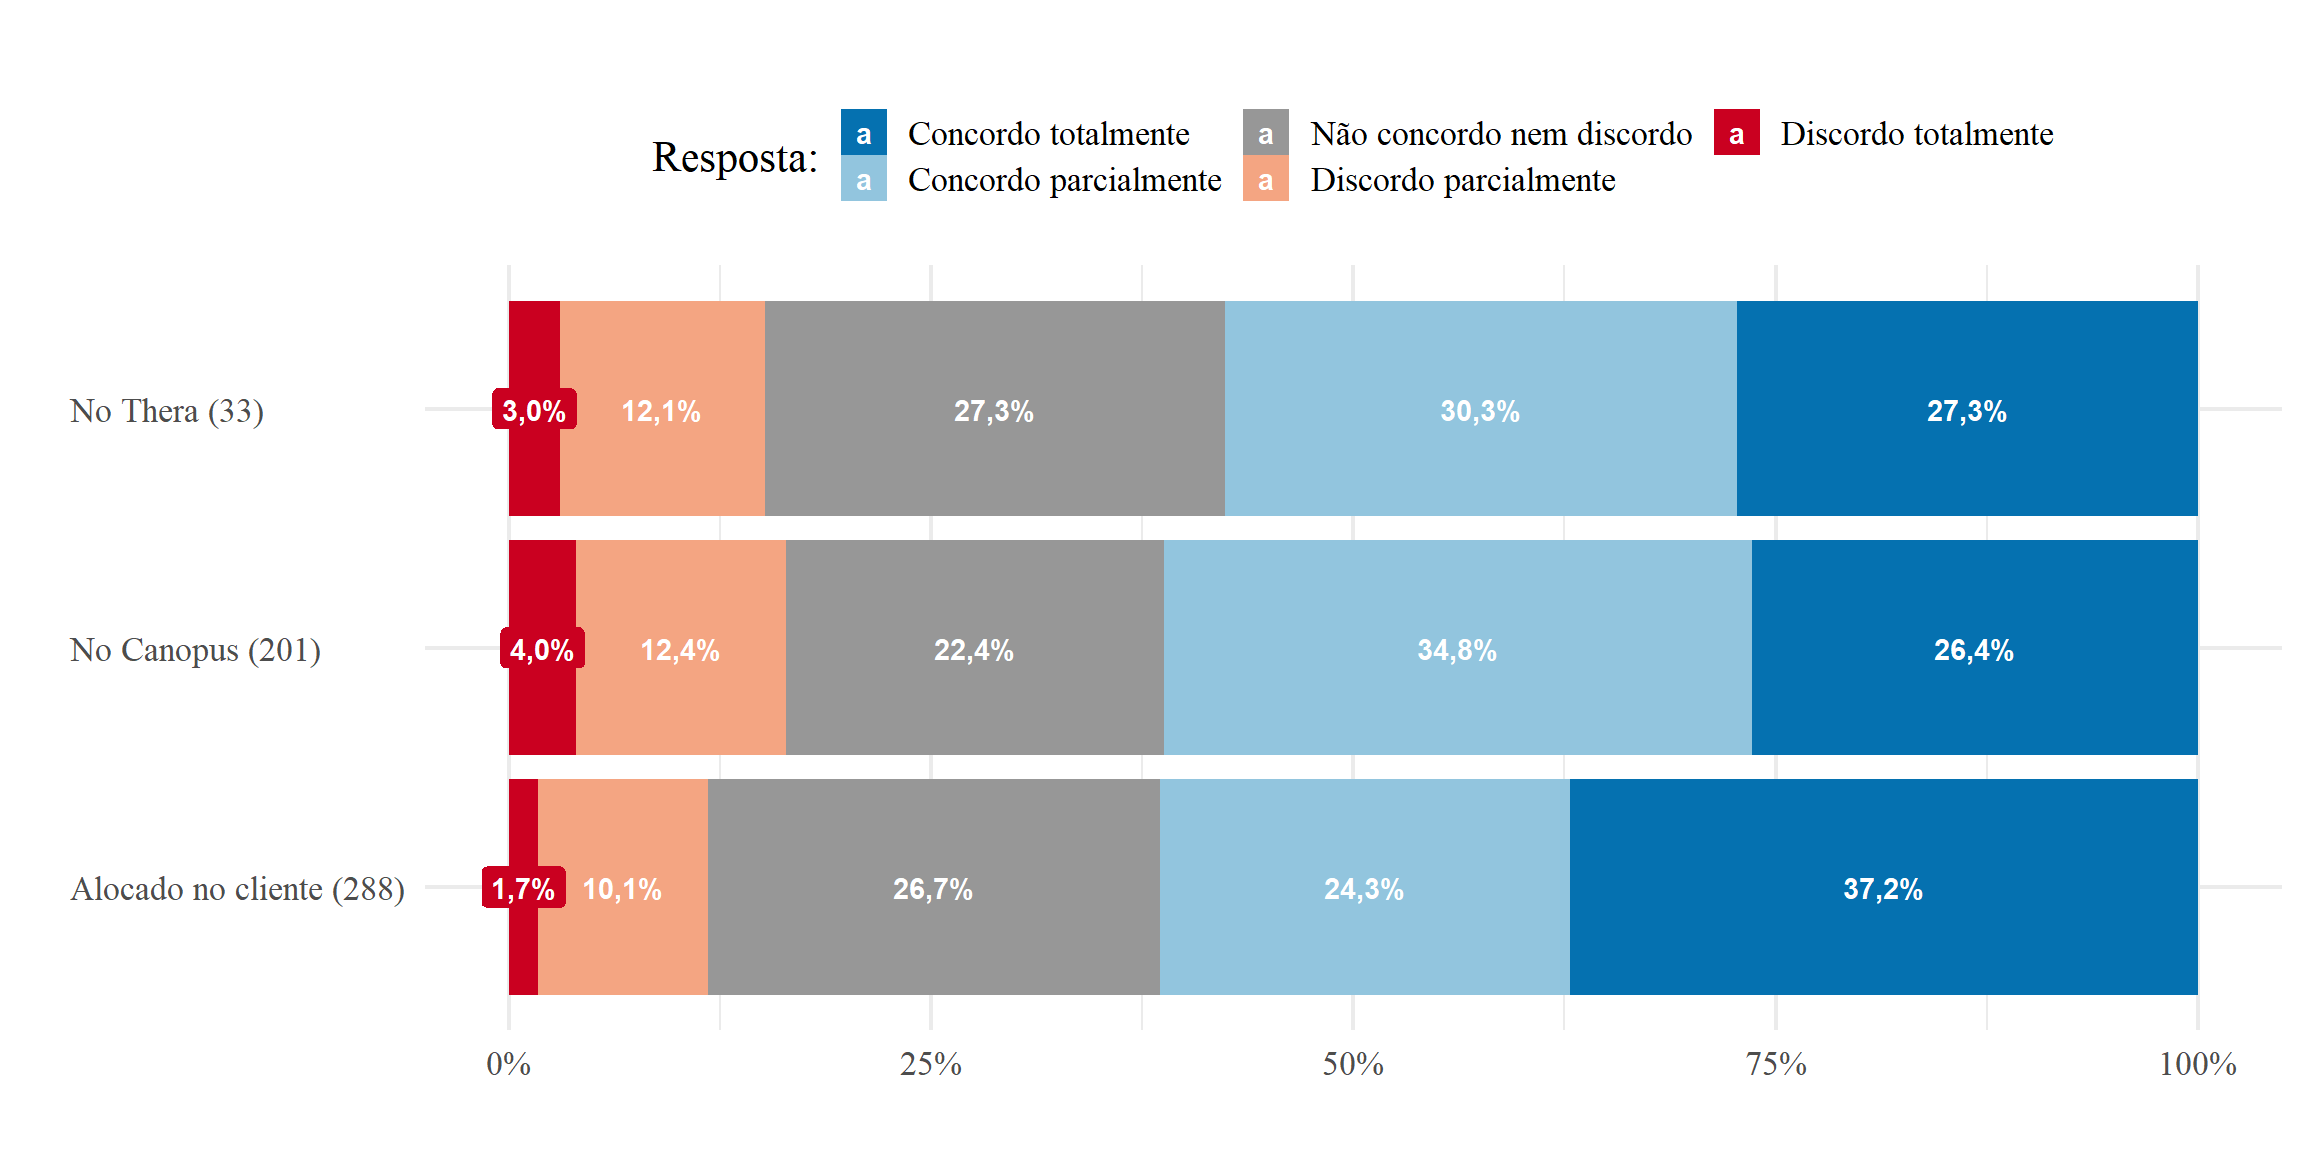 Resposta:
a Concordo totalmente
a Não concordo nem discordo
a Discordo totalmente
a Concordo parcialmente
a Discordo parcialmente
No Thera (33)
3,0% 12,1% 27,3% 30,3% 27,3%
No Canopus (201)
4,0% 12,4% 22,4% 34,8% 26,4%
Alocado no cliente (288)
1,7% 10,1% 26,7% 24,3% 37,2%
0% 25% 50% 75% 100%